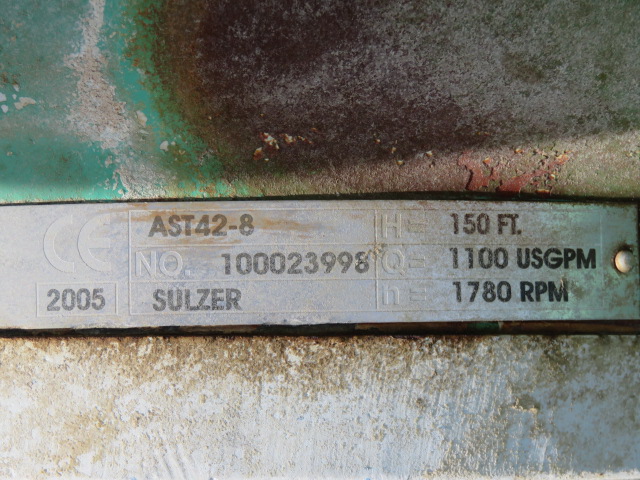 CE AST42-8 H= 150 FT.
NO. 100023998 Q= 1100 USGPM
2005 SULZER n= 1780 RPM